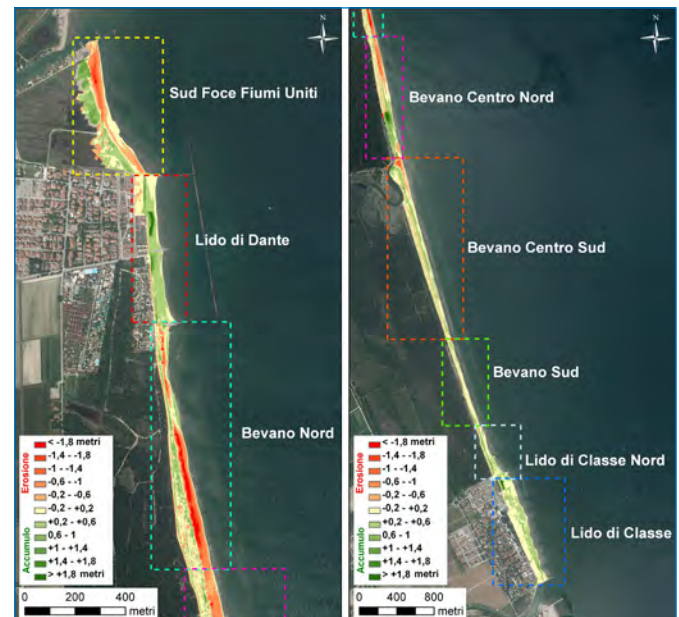 N
Sud Foce Fiumi Uniti
Lido di Dante
Bevano Nord
Erosione
Accumulo
< -1,8 metri
-1,4 - -1,8
-1 - -1,4
-0,6 - -1
-0,2 - -0,6
-0,2 - +0,2
+0,2 - +0,6
0,6 - 1
+1 - +1,4
+1,4 - +1,8
> +1,8 metri
0 200 400
metri
N
Bevano Centro Nord
Bevano Centro Sud
Bevano Sud
Lido di Classe Nord
Lido di Classe
Erosione
Accumulo
< -1,8 metri
-1,4 - -1,8
-1 - -1,4
-0,6 - -1
-0,2 - -0,6
-0,2 - +0,2
+0,2 - +0,6
0,6 - 1
+1 - +1,4
+1,4 - +1,8
> +1,8 metri
0 400 800
metri